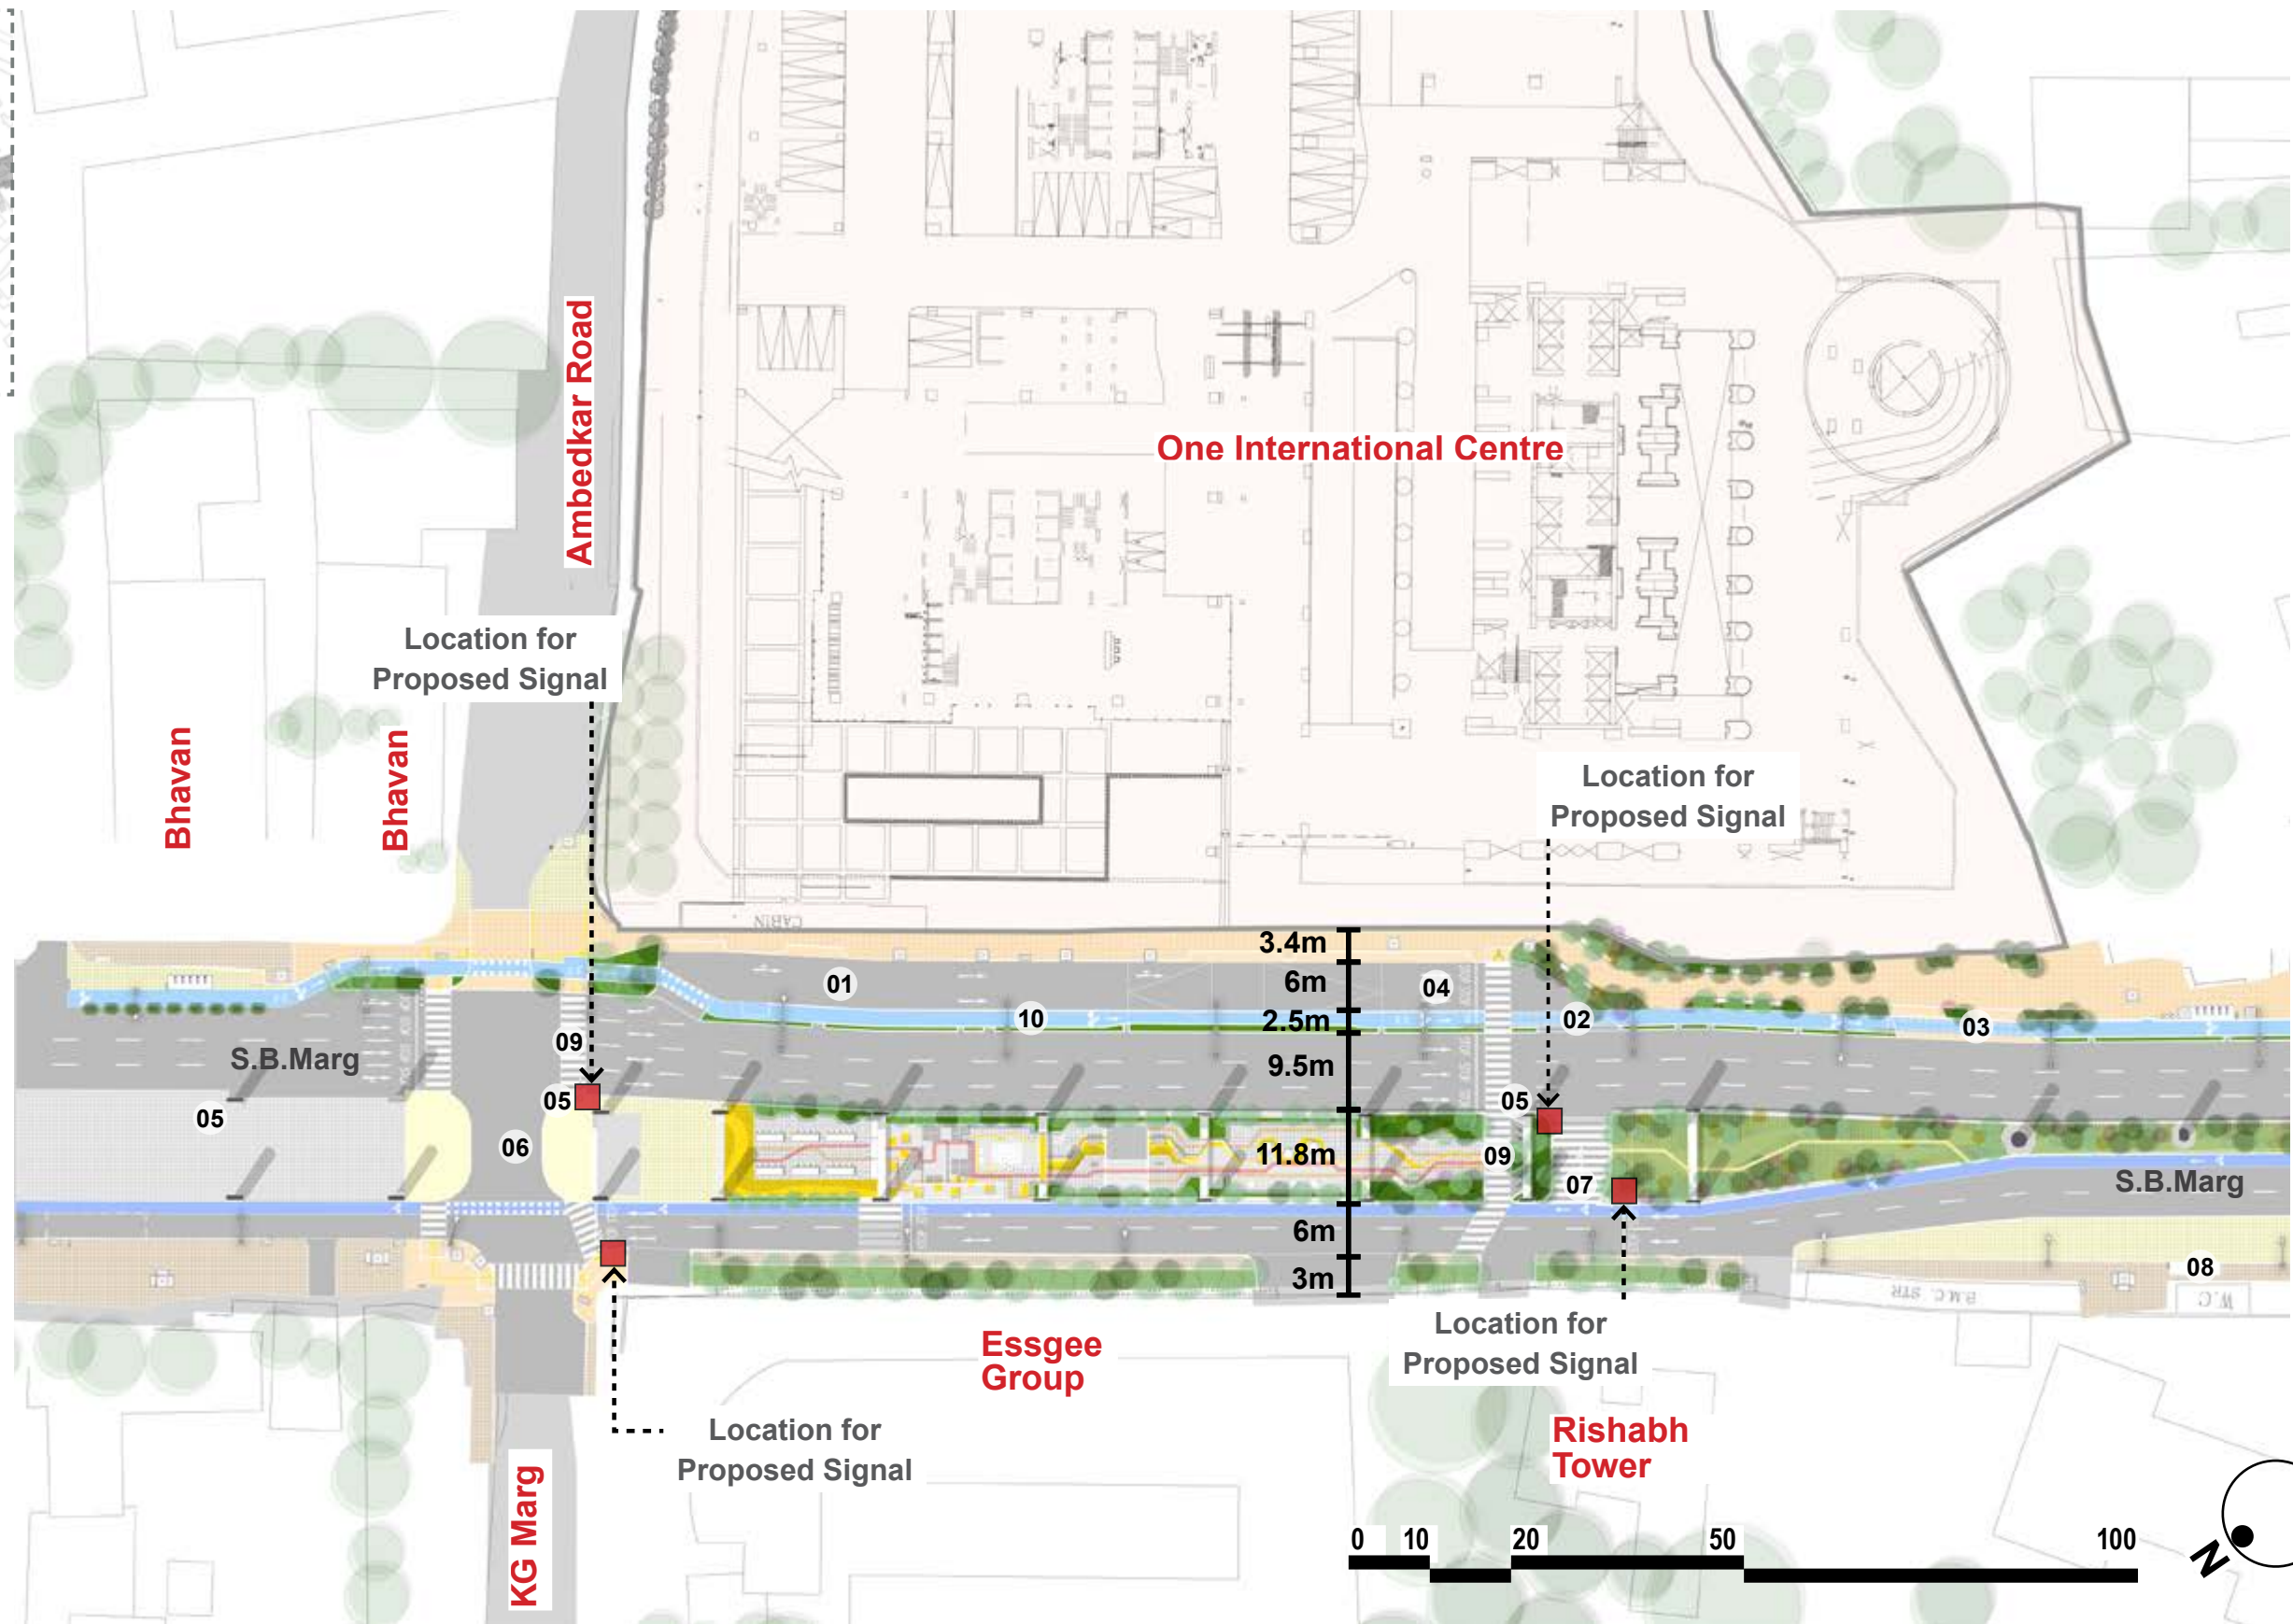 Ambedkar Road
One International Centre
Location for
Proposed Signal
Bhavan
Bhavan
Location for
Proposed Signal
CABIN
3.4m
6m
2.5m
9.5m
11.8m
6m
3m
01
04
10
02
03
09
S.B.Marg
05
05
05
06
09
07
S.B.Marg
08
B.M.C. STR
W.C
Essgee
Group
Location for
Proposed Signal
Location for
Proposed Signal
Rishabh
Tower
KG Marg
0 10 20 50 100
N